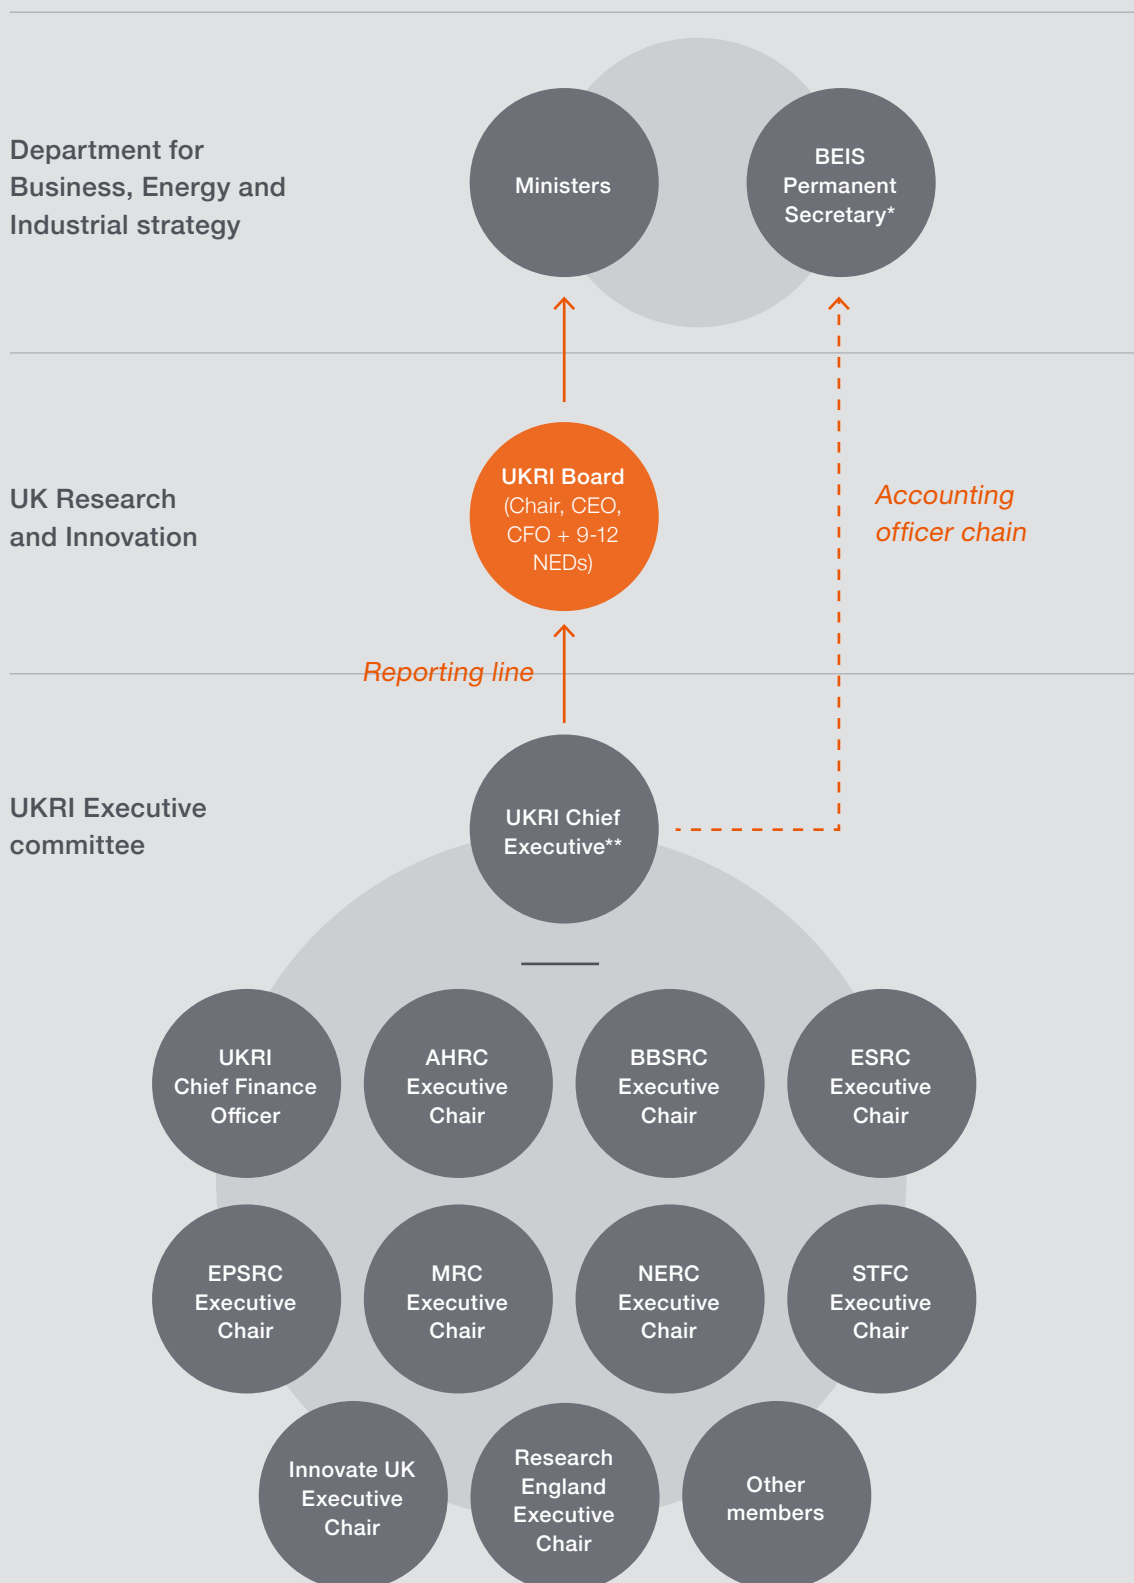 Department for
Business, Energy and
Industrial strategy
Ministers
BEIS
Permanent
Secretary*
UK Research
and Innovation
UKRI Board
(Chair, CEO,
CFO + 9-12
NEDs)
Accounting
officer chain
Reporting line
UKRI Executive
committee
UKRI Chief
Executive**
UKRI
Chief Finance
Officer
AHRC
Executive
Chair
BBSRC
Executive
Chair
ESRC
Executive
Chair
EPSRC
Executive
Chair
MRC
Executive
Chair
NERC
Executive
Chair
STFC
Executive
Chair
Innovate UK
Executive
Chair
Research
England
Executive
Chair
Other
members